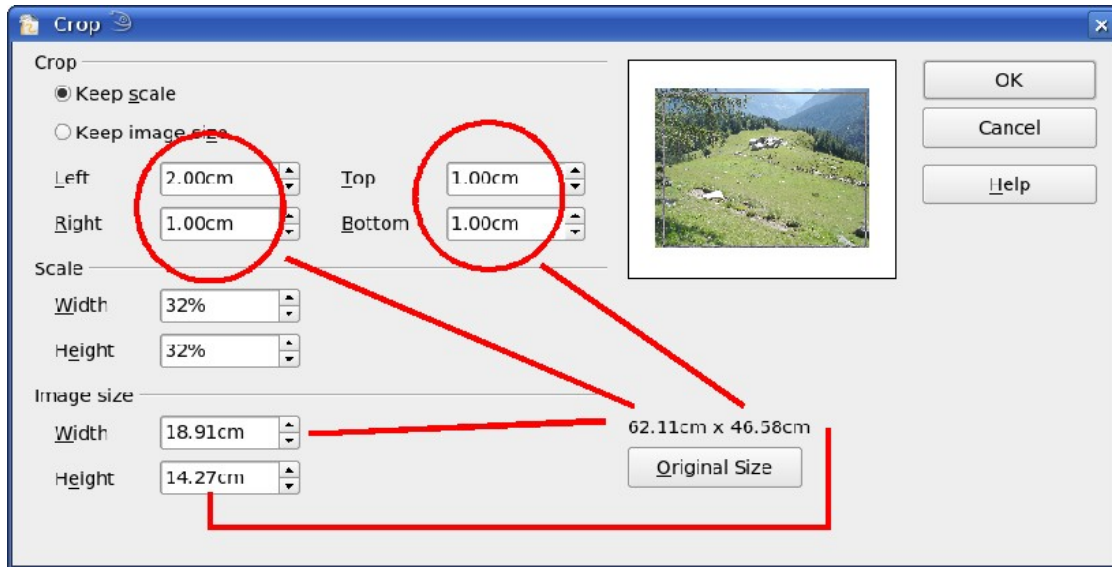 Crop
Crop
Keep scale
Keep image size
Left 2.00cm Top 1.00cm
Right 1.00cm Bottom 1.00cm
Scale
Width 32%
Height 32%
Image size
Width 18.91cm 62.11cm x 46.58cm
Height 14.27cm Original Size
OK
Cancel
Help